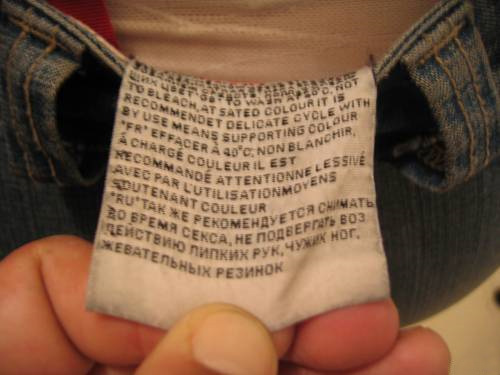 TO WASH AT 40°C, NOT
TO BLEACH, AT SATED COLOUR IT IS
RECOMMENDET DELICATE CYCLE WITH
BY USE MEANS SUPPORTING COLOUR
"FR" EFFACER À 40°C, NON BLANCHIR,
À CHARGÉ COULEUR IL EST
RECOMMANDÉ ATTENTIONNE LESSIVÉ
AVEC PAR L'UTILISATIONMOYENS
SOUTENANT COULEUR
"RU" ТАК ЖЕ РЕКОМЕНДУЕТСЯ СНИМАТЬ
ВО ВРЕМЯ СЕКСА, НЕ ПОДВЕРГАТЬ ВОЗ
ДЕЙСТВИЮ ЛИПКИХ РУК, ЧУЖИХ НОГ,
ЖЕВАТЕЛЬНЫХ РЕЗИНОК